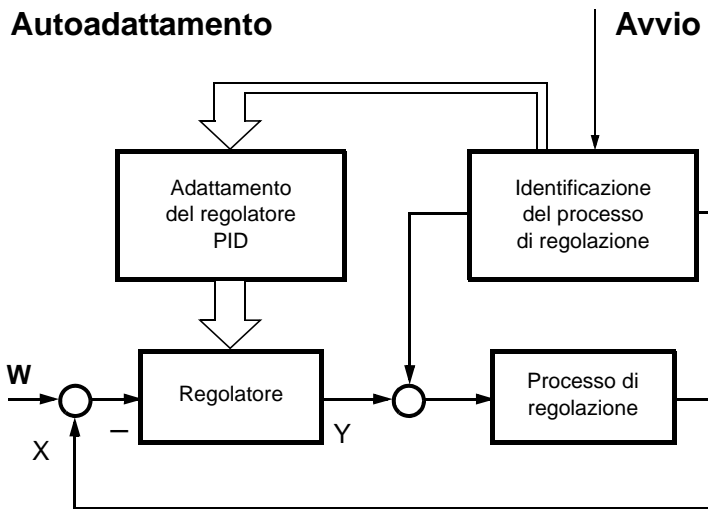 Autoadattamento
Avvio
Adattamento
del regolatore
PID
Identificazione
del processo
di regolazione
W
Regolatore
Processo di
regolazione
X
–
Y